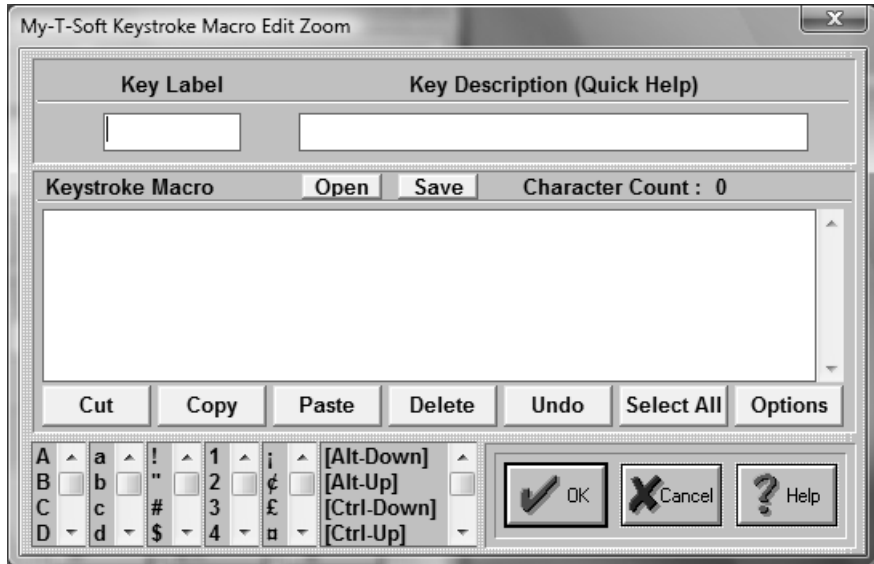 My-T-Soft Keystroke Macro Edit Zoom
X
Key Label Key Description (Quick Help)
Keystroke Macro Open Save Character Count : 0
Cut Copy Paste Delete Undo Select All Options
A a ! 1 ¡ [Alt-Down]
B b " 2 ¢ [Alt-Up]
C c # 3 £ [Ctrl-Down]
D d $ 4 ¤ [Ctrl-Up]
OK Cancel ? Help